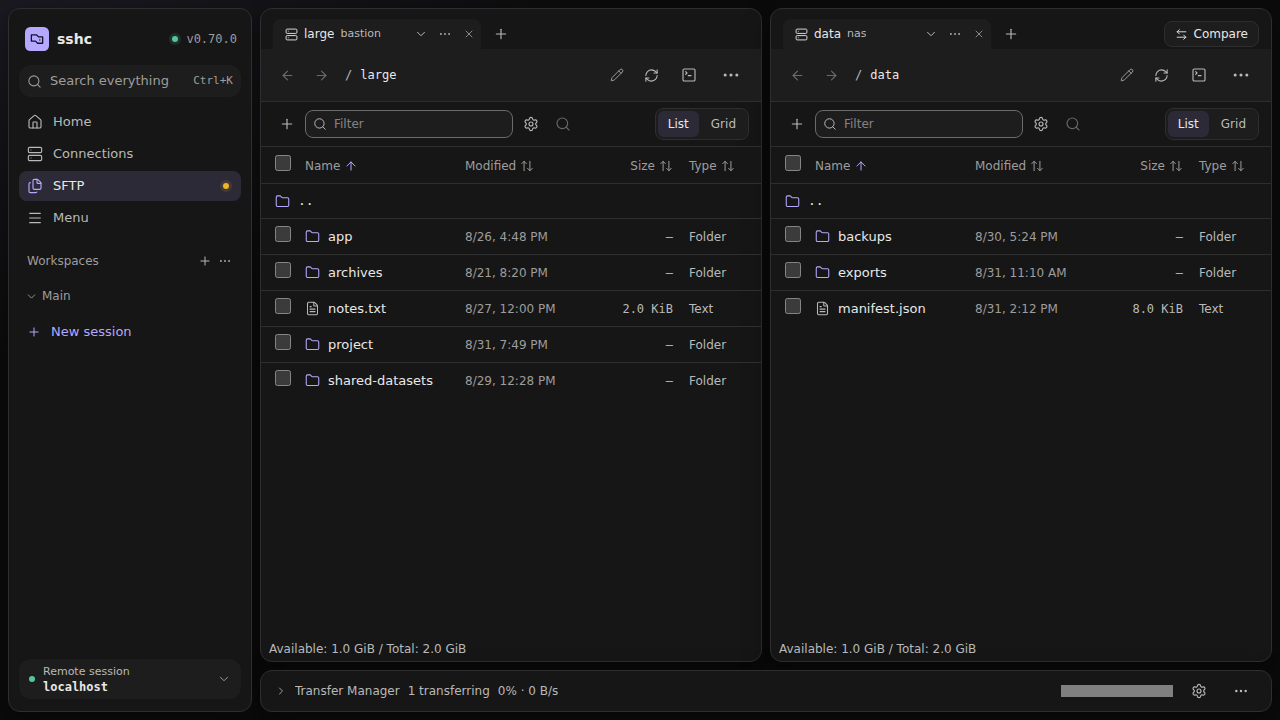 sshc
v0.70.0
Search everything
Ctrl+K
Home
Connections
SFTP
Menu
Workspaces
Main
New session
Remote session
localhost
large bastion
/ large
Filter
List Grid
Name Modified Size Type
..
app 8/26, 4:48 PM — Folder
archives 8/21, 8:20 PM — Folder
notes.txt 8/27, 12:00 PM 2.0 KiB Text
project 8/31, 7:49 PM — Folder
shared-datasets 8/29, 12:28 PM — Folder
Available: 1.0 GiB / Total: 2.0 GiB
data nas
Compare
/ data
Filter
List Grid
Name Modified Size Type
..
backups 8/30, 5:24 PM — Folder
exports 8/31, 11:10 AM — Folder
manifest.json 8/31, 2:12 PM 8.0 KiB Text
Available: 1.0 GiB / Total: 2.0 GiB
Transfer Manager 1 transferring 0% · 0 B/s